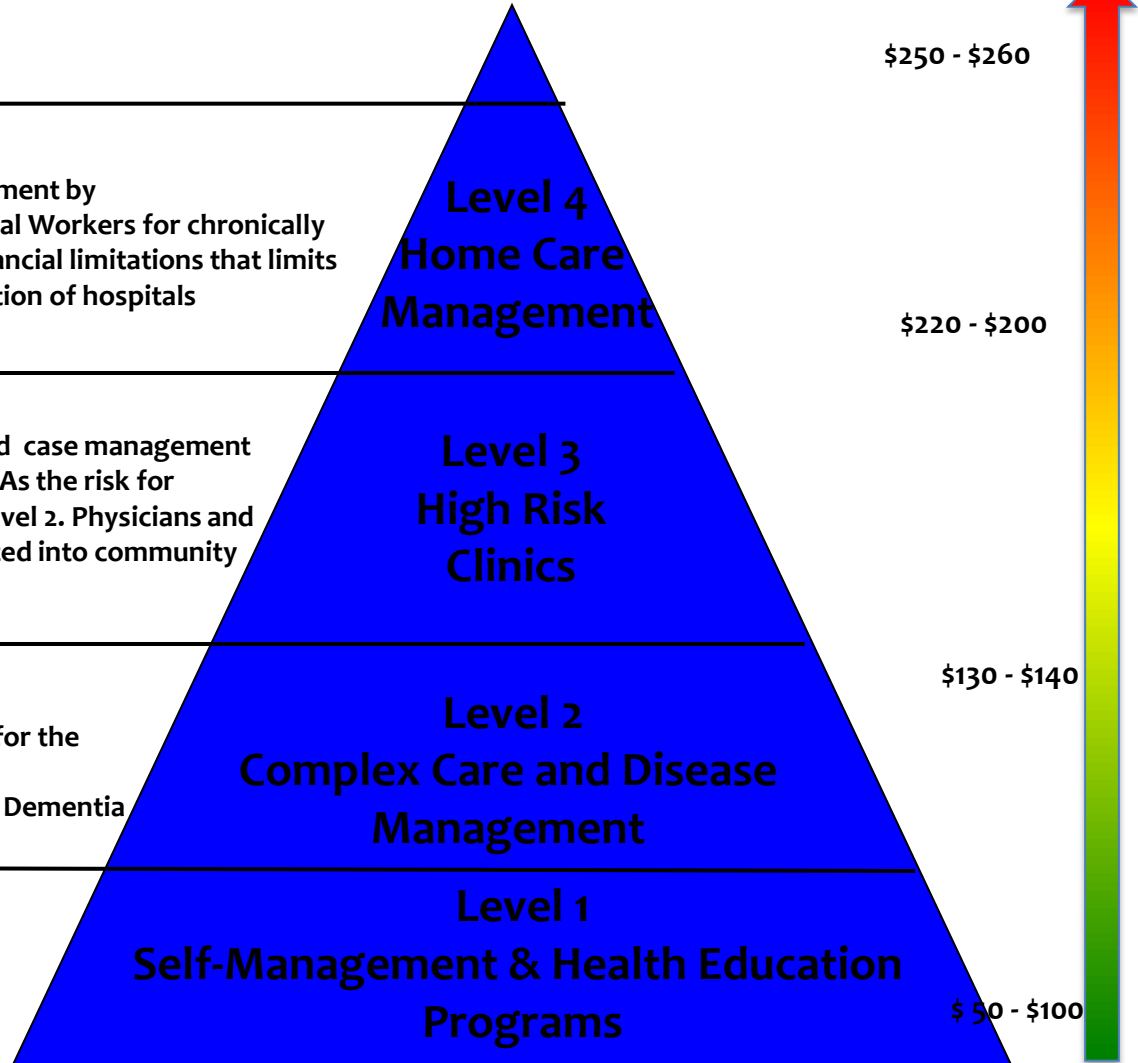 $250 - $260
ment by
al Workers for chronically
ancial limitations that limits
tion of hospitals
Level 4
Home Care
Management
$220 - $200
d  case management
As the risk for
vel 2. Physicians and
ted into community
Level 3
High Risk
Clinics
$130 - $140
for the
Dementia
Level 2
Complex Care and Disease
Management
Level 1
Self-Management & Health Education
Programs
$ 50 - $100